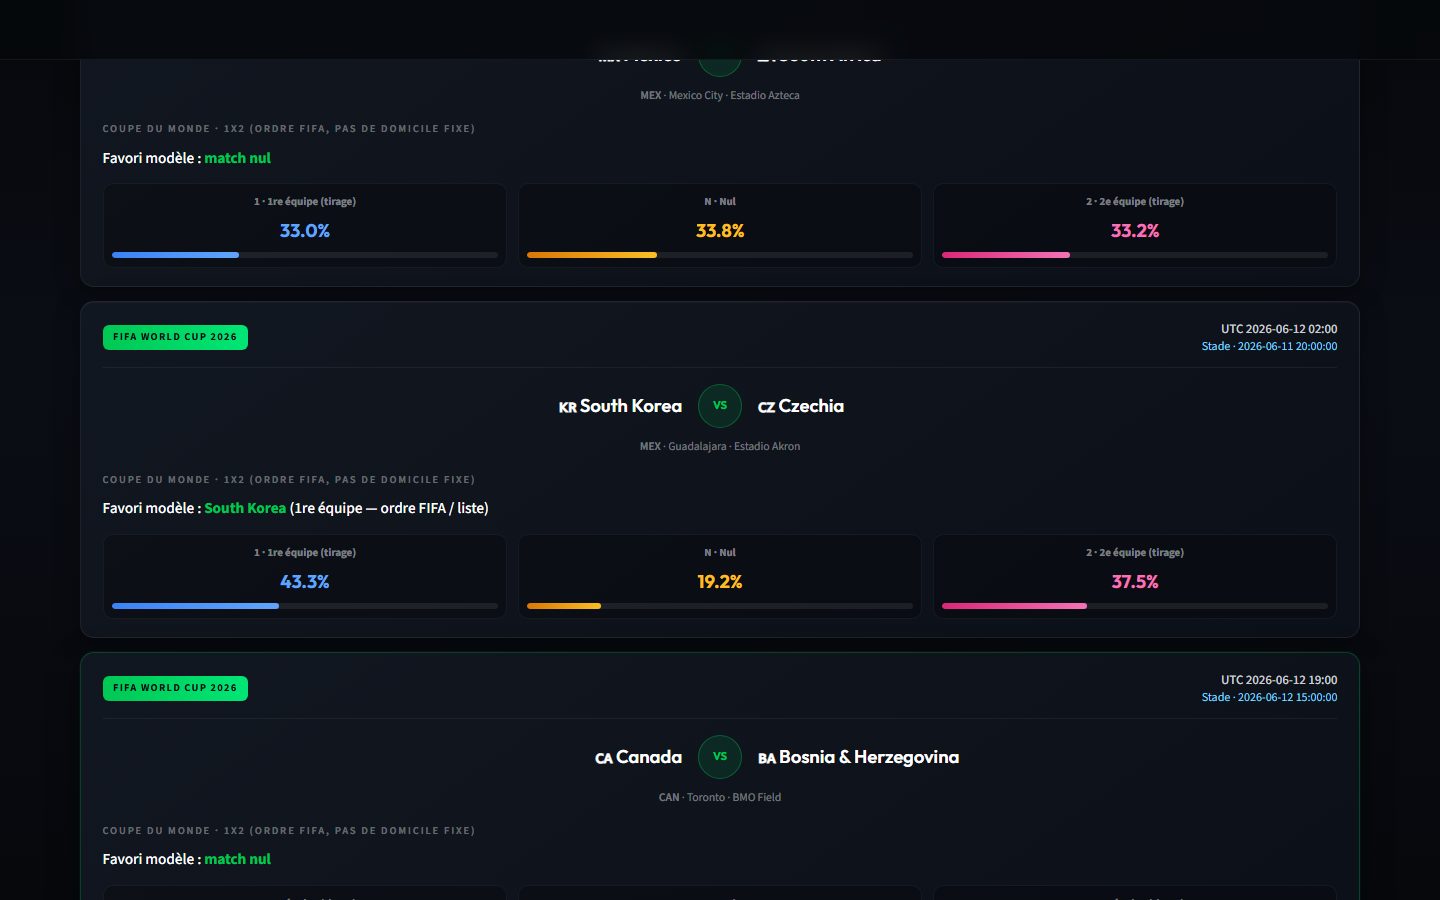 MEX · Mexico City · Estadio Azteca
COUPE DU MONDE · 1X2 (ORDRE FIFA, PAS DE DOMICILE FIXE)
Favori modèle : match nul
1 · 1re équipe (tirage)
N · Nul
2 · 2e équipe (tirage)
33.0%
33.8%
33.2%
FIFA WORLD CUP 2026
UTC 2026-06-12 02:00
Stade · 2026-06-11 20:00:00
KR South Korea
VS
CZ Czechia
MEX · Guadalajara · Estadio Akron
COUPE DU MONDE · 1X2 (ORDRE FIFA, PAS DE DOMICILE FIXE)
Favori modèle : South Korea (1re équipe — ordre FIFA / liste)
1 · 1re équipe (tirage)
N · Nul
2 · 2e équipe (tirage)
43.3%
19.2%
37.5%
FIFA WORLD CUP 2026
UTC 2026-06-12 19:00
Stade · 2026-06-12 15:00:00
CA Canada
VS
BA Bosnia & Herzegovina
CAN · Toronto · BMO Field
COUPE DU MONDE · 1X2 (ORDRE FIFA, PAS DE DOMICILE FIXE)
Favori modèle : match nul